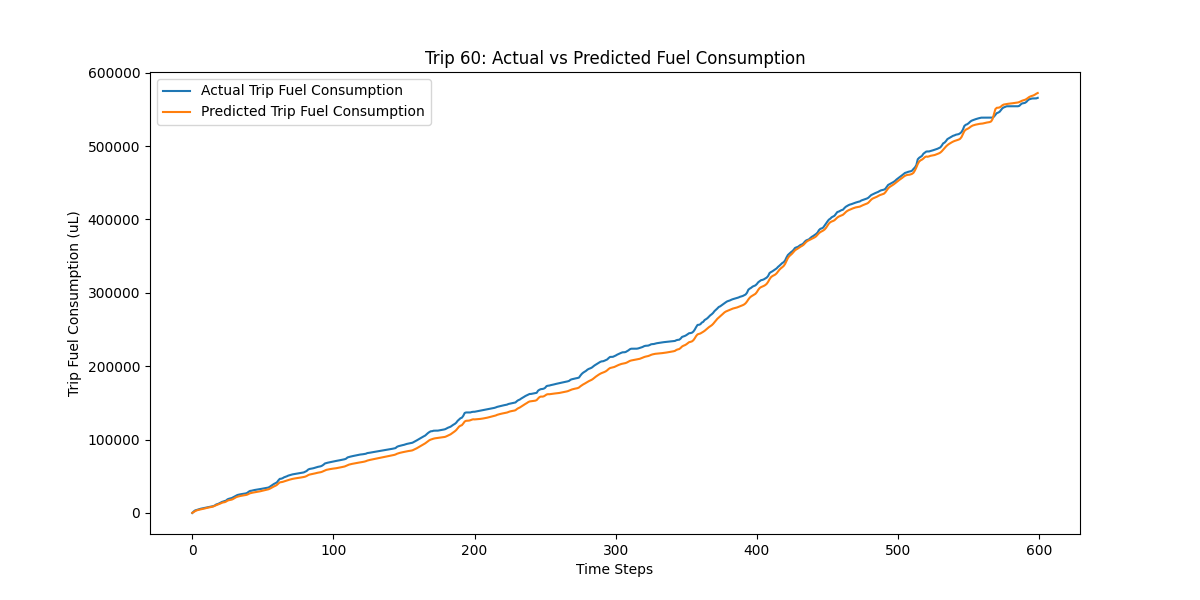 Trip 60: Actual vs Predicted Fuel Consumption
Actual Trip Fuel Consumption
Predicted Trip Fuel Consumption
Trip Fuel Consumption (uL)
600000
500000
400000
300000
200000
100000
0
0 100 200 300 400 500 600
Time Steps